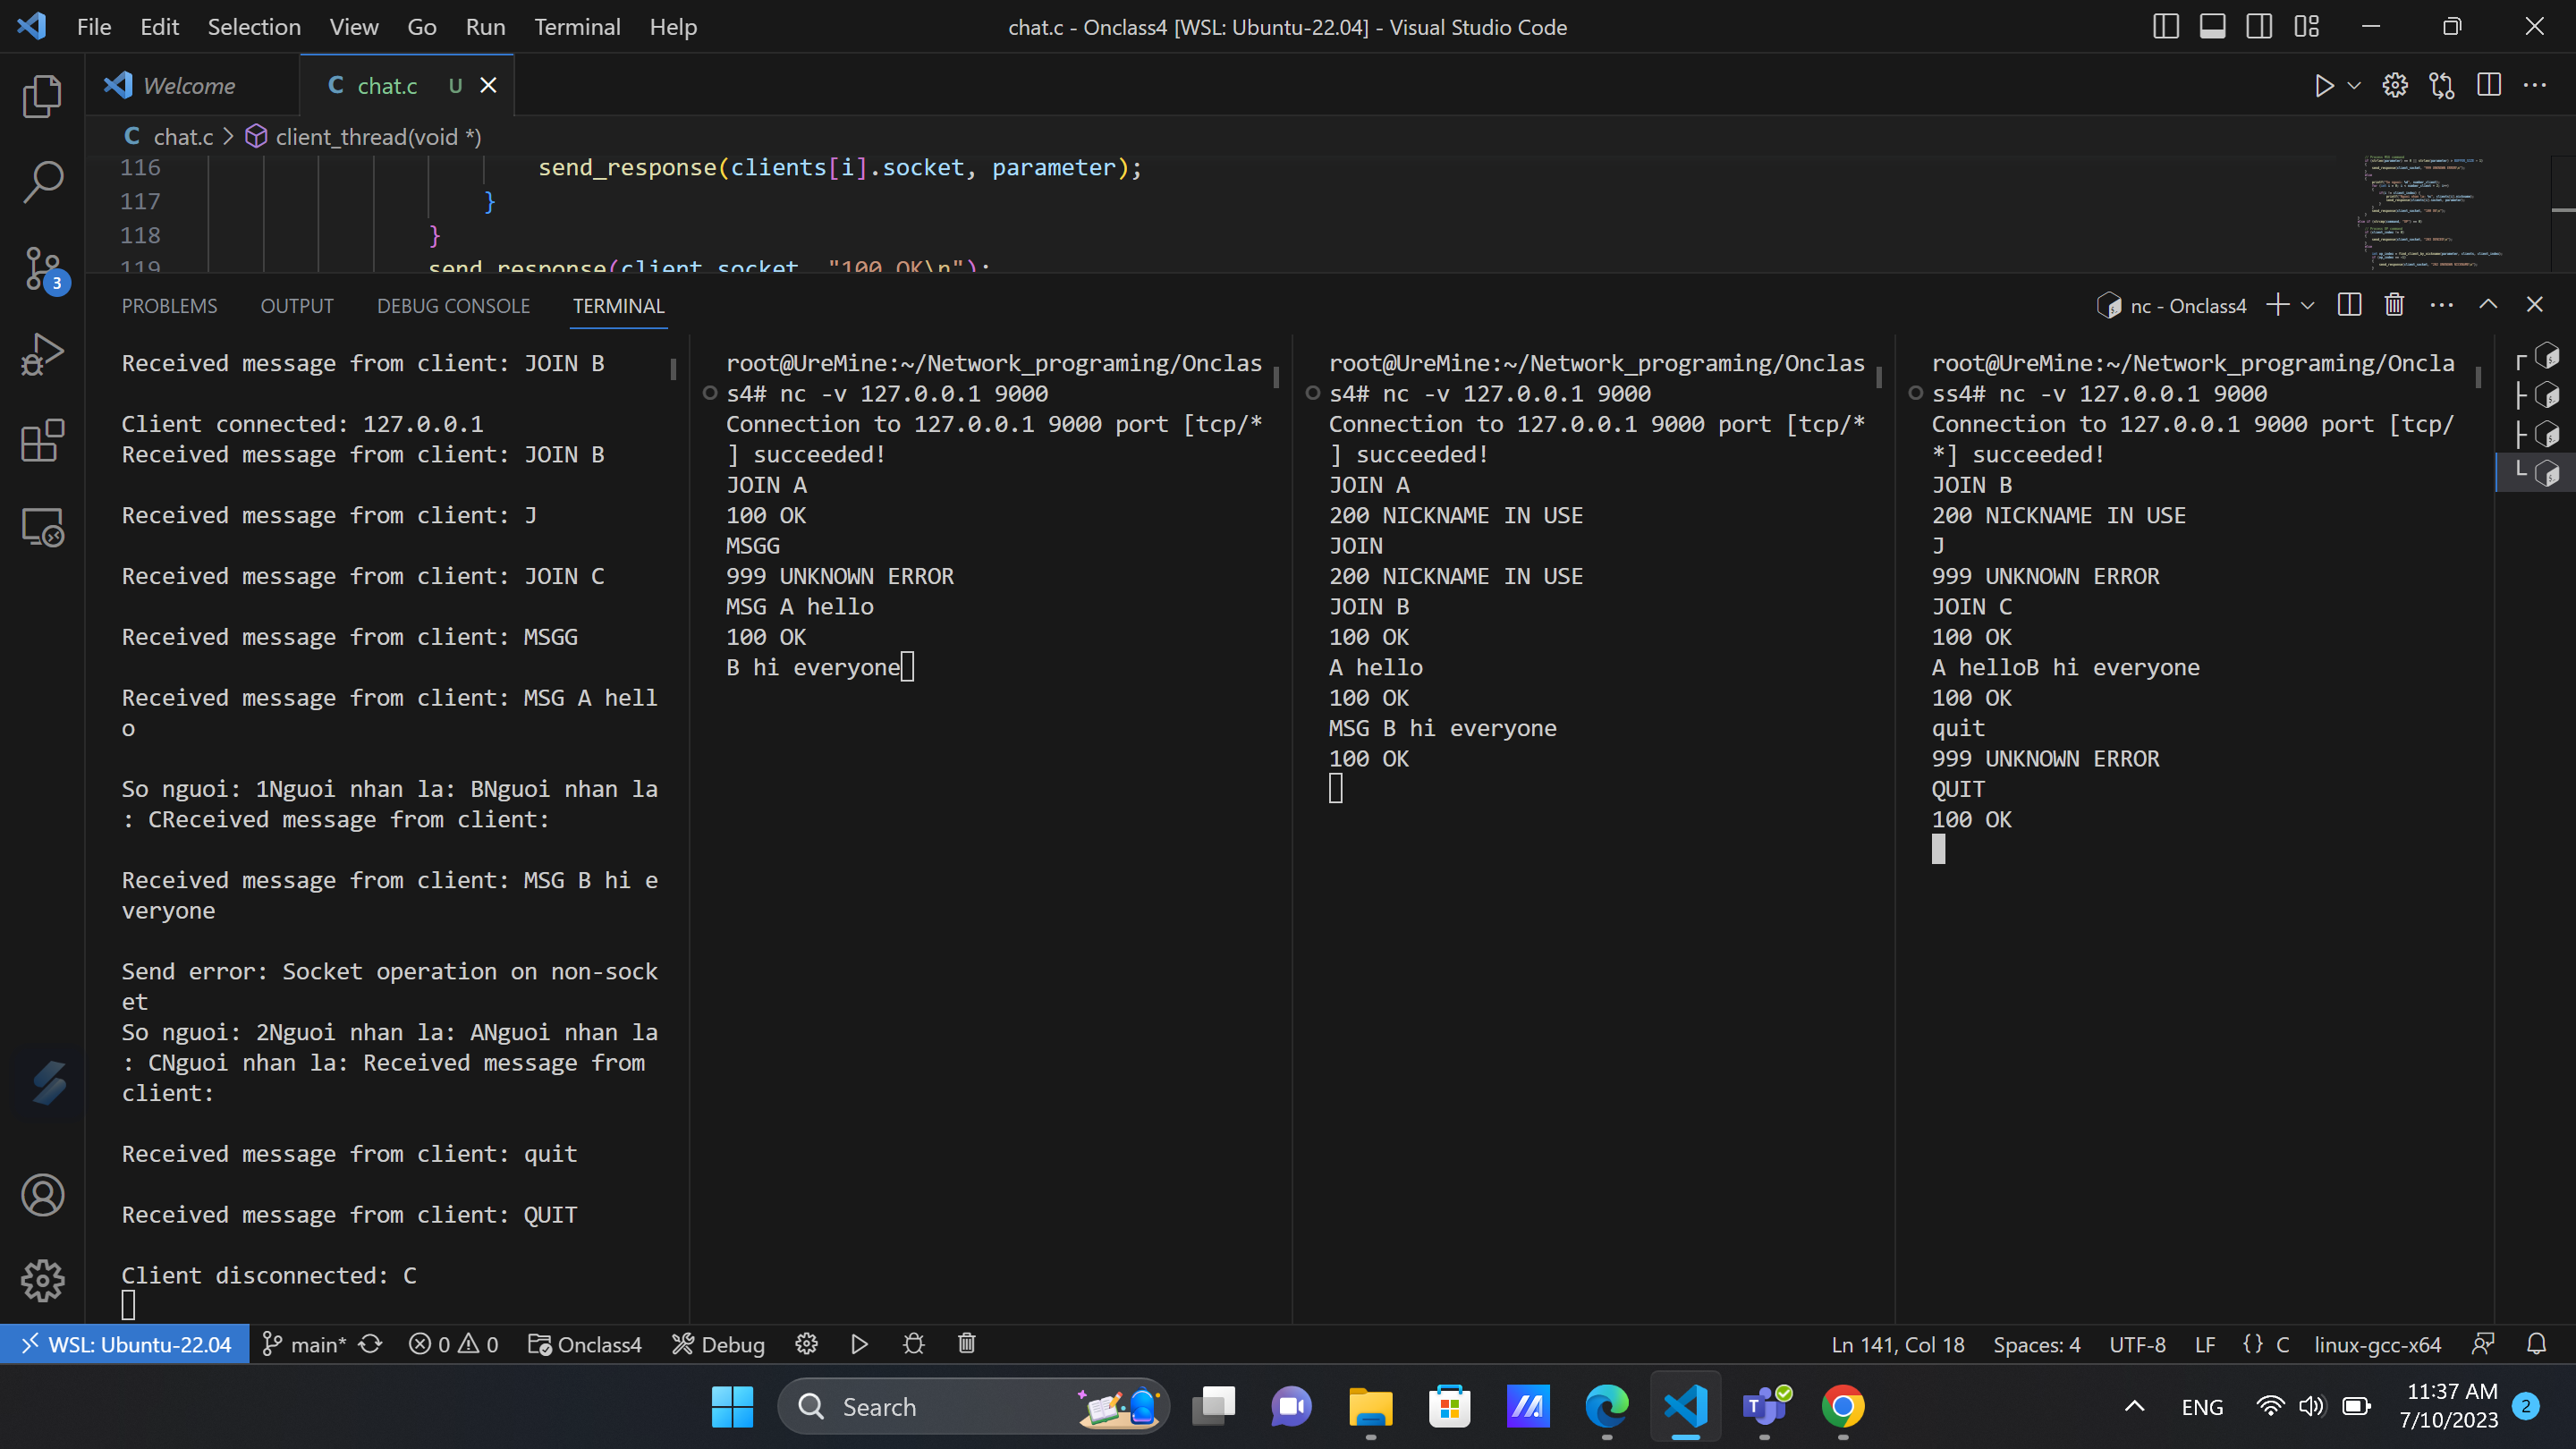 File Edit Selection View Go Run Terminal Help
chat.c - Onclass4 [WSL: Ubuntu-22.04] - Visual Studio Code
Welcome
C chat.c U
C chat.c > client_thread(void *)
116 send_response(clients[i].socket, parameter);
117 }
118 }
119 send_response(client_socket, "100 OK\n");
3
PROBLEMS OUTPUT DEBUG CONSOLE TERMINAL
nc - Onclass4
Received message from client: JOIN B
Client connected: 127.0.0.1
Received message from client: JOIN B
Received message from client: J
Received message from client: JOIN C
Received message from client: MSGG
Received message from client: MSG A hell
o
So nguoi: 1Nguoi nhan la: BNguoi nhan la
: CReceived message from client:
Received message from client: MSG B hi e
veryone
Send error: Socket operation on non-sock
et
So nguoi: 2Nguoi nhan la: ANguoi nhan la
: CNguoi nhan la: Received message from
client:
Received message from client: quit
Received message from client: QUIT
Client disconnected: C
root@UreMine:~/Network_programing/Onclas
s4# nc -v 127.0.0.1 9000
Connection to 127.0.0.1 9000 port [tcp/*
] succeeded!
JOIN A
100 OK
MSGG
999 UNKNOWN ERROR
MSG A hello
100 OK
B hi everyone
root@UreMine:~/Network_programing/Onclas
s4# nc -v 127.0.0.1 9000
Connection to 127.0.0.1 9000 port [tcp/*
] succeeded!
JOIN A
200 NICKNAME IN USE
JOIN
200 NICKNAME IN USE
JOIN B
100 OK
A hello
100 OK
MSG B hi everyone
100 OK
root@UreMine:~/Network_programing/Oncla
ss4# nc -v 127.0.0.1 9000
Connection to 127.0.0.1 9000 port [tcp/
*] succeeded!
JOIN B
200 NICKNAME IN USE
J
999 UNKNOWN ERROR
JOIN C
100 OK
A helloB hi everyone
100 OK
quit
999 UNKNOWN ERROR
QUIT
100 OK
WSL: Ubuntu-22.04 main* 0 0 Onclass4 Debug
Ln 141, Col 18 Spaces: 4 UTF-8 LF {} C linux-gcc-x64
Search
ENG
11:37 AM
7/10/2023
2